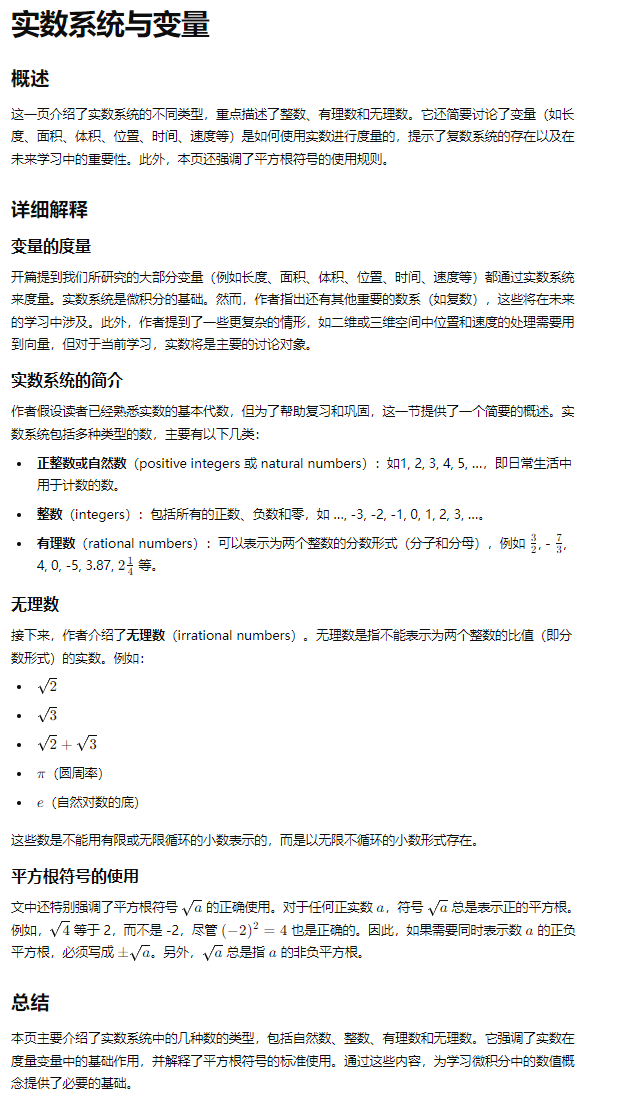 实数系统与变量
概述
这一页介绍了实数系统的不同类型，重点描述了整数、有理数和无理数。它还简要讨论了变量（如长
度、面积、体积、位置、时间、速度等）是如何使用实数进行度量的，提示了复数系统的存在以及在
未来学习中的重要性。此外，本页还强调了平方根符号的使用规则。
详细解释
变量的度量
开篇提到我们所研究的大部分变量（例如长度、面积、体积、位置、时间、速度等）都通过实数系统
来度量。实数系统是微积分的基础。然而，作者指出还有其他重要的数系（如复数），这些将在未来
的学习中涉及。此外，作者提到了一些更复杂的情形，如二维或三维空间中位置和速度的处理需要用
到向量，但对于当前学习，实数将是主要的讨论对象。
实数系统的简介
作者假设读者已经熟悉实数的基本代数，但为了帮助复习和巩固，这一节提供了一个简要的概述。实
数系统包括多种类型的数，主要有以下几类：
• 正整数或自然数（positive integers 或 natural numbers）：如1, 2, 3, 4, 5, ...，即日常生活中
用于计数的数。
• 整数（integers）：包括所有的正数、负数和零，如 ..., -3, -2, -1, 0, 1, 2, 3, ...。
• 有理数（rational numbers）：可以表示为两个整数的分数形式（分子和分母），例如 3/2, - 7/3,
4, 0, -5, 3.87, 2 1/4 等。
无理数
接下来，作者介绍了无理数（irrational numbers）。无理数是指不能表示为两个整数的比值（即分
数形式）的实数。例如：
• √2
• √3
• √2 + √3
• π（圆周率）
• e（自然对数的底）
这些数是不能用有限或无限循环的小数表示的，而是以无限不循环的小数形式存在。
平方根符号的使用
文中还特别强调了平方根符号 √a 的正确使用。对于任何正实数 a，符号 √a 总是表示正的平方根。
例如，√4 等于 2，而不是 -2，尽管 (−2)² = 4 也是正确的。因此，如果需要同时表示数 a 的正负
平方根，必须写成 ±√a。另外，√a 总是指 a 的非负平方根。
总结
本页主要介绍了实数系统中的几种数的类型，包括自然数、整数、有理数和无理数。它强调了实数在
度量变量中的基础作用，并解释了平方根符号的标准使用。通过这些内容，为学习微积分中的数值概
念提供了必要的基础。